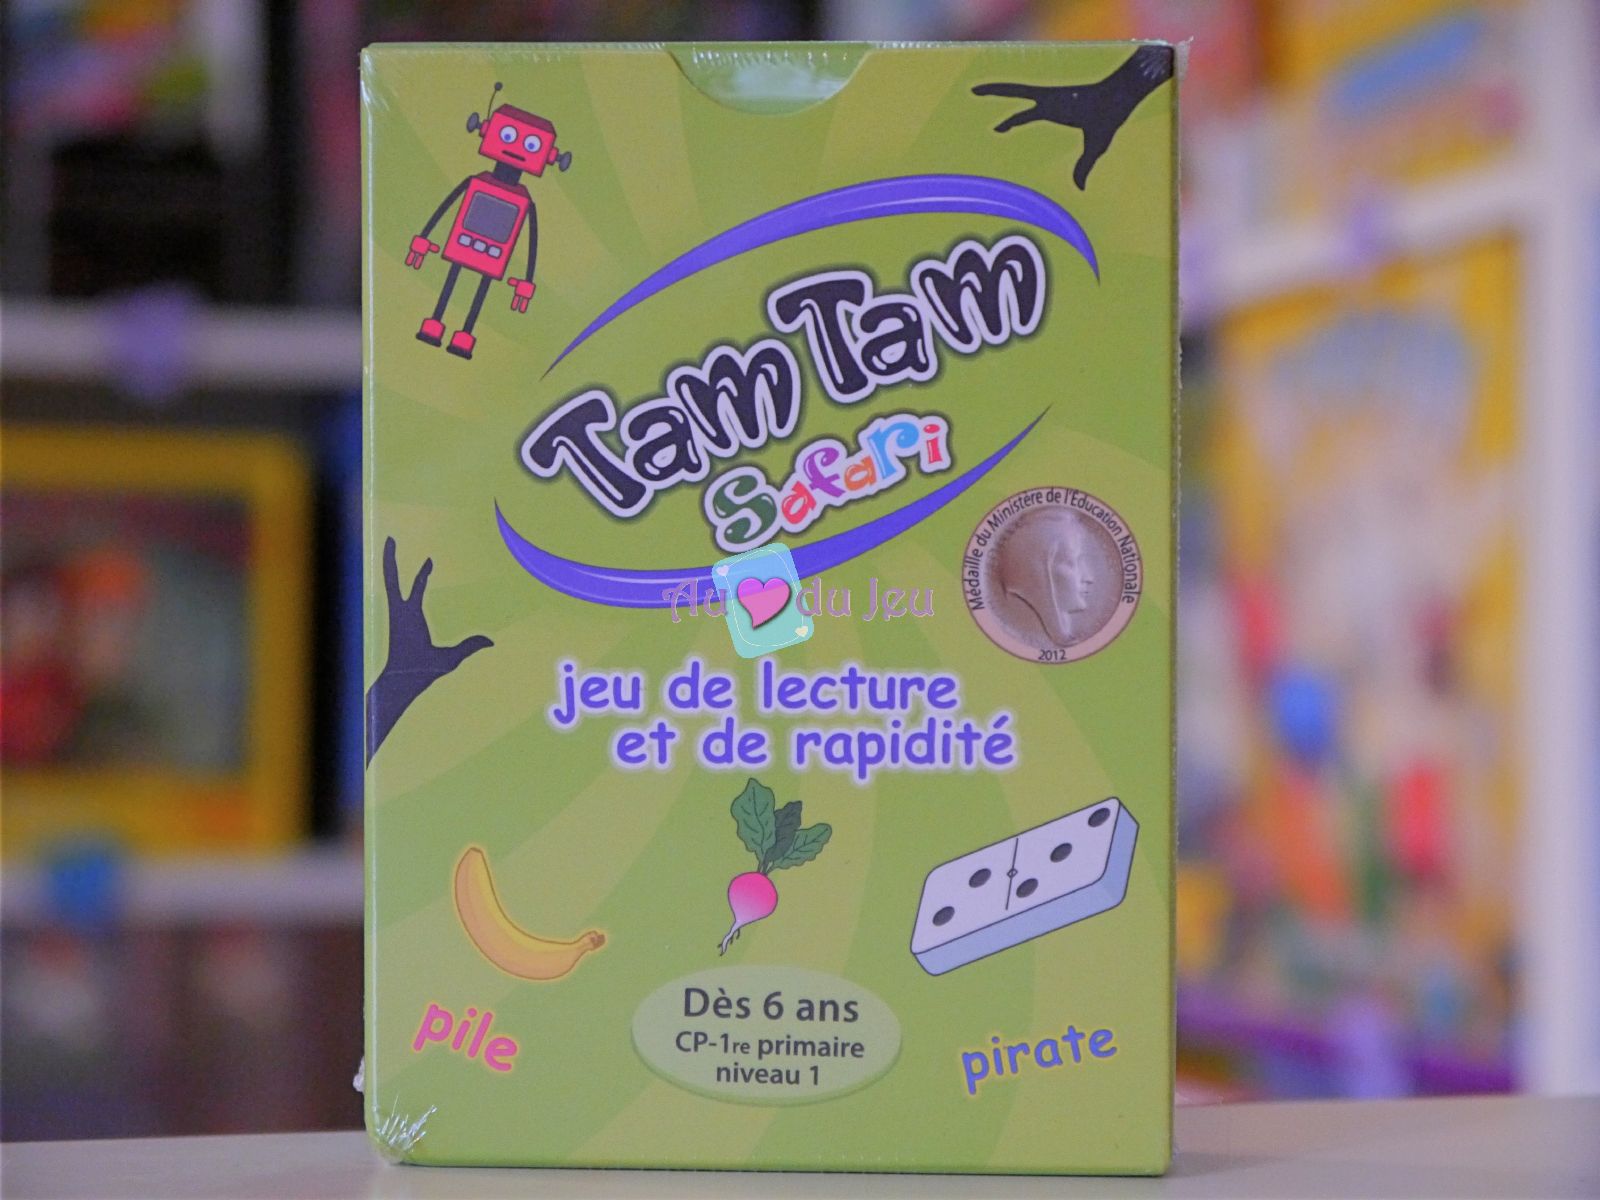 Tam Tam
Safari
Médaille du Ministère de l'Éducation Nationale
2012
Au du Jeu
jeu de lecture
et de rapidité
Dès 6 ans
CP-1re primaire
niveau 1
pile
pirate